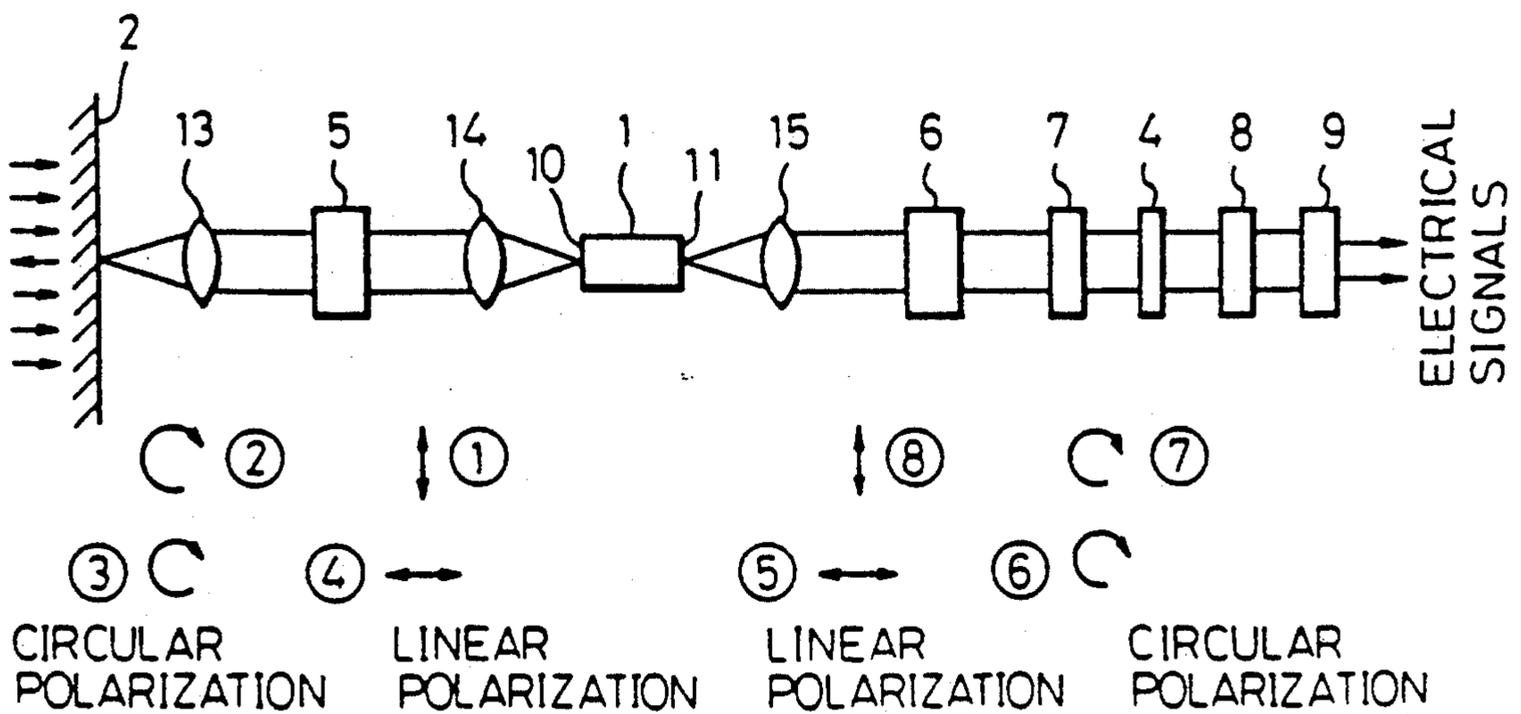 2
13 5 14 10 1 11 15 6 7 4 8 9
ELECTRICAL
SIGNALS
② ① ⑧ ⑦
③ ④ ⑤ ⑥
CIRCULAR
POLARIZATION
LINEAR
POLARIZATION
LINEAR
POLARIZATION
CIRCULAR
POLARIZATION